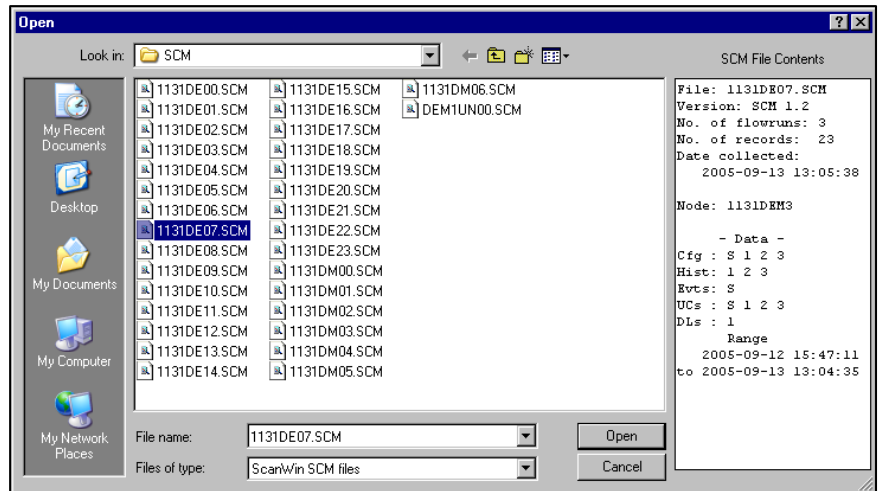 Open
Look in: SCM
SCM File Contents
My Recent
Documents
Desktop
My Documents
My Computer
My Network
Places
1131DE00.SCM
1131DE01.SCM
1131DE02.SCM
1131DE03.SCM
1131DE04.SCM
1131DE05.SCM
1131DE06.SCM
1131DE07.SCM
1131DE08.SCM
1131DE09.SCM
1131DE10.SCM
1131DE11.SCM
1131DE12.SCM
1131DE13.SCM
1131DE14.SCM
1131DE15.SCM
1131DE16.SCM
1131DE17.SCM
1131DE18.SCM
1131DE19.SCM
1131DE20.SCM
1131DE21.SCM
1131DE22.SCM
1131DE23.SCM
1131DM00.SCM
1131DM01.SCM
1131DM02.SCM
1131DM03.SCM
1131DM04.SCM
1131DM05.SCM
1131DM06.SCM
DEM1UN00.SCM
File name: 1131DE07.SCM
Open
Files of type: ScanWin SCM files
Cancel
File: 1131DE07.SCM
Version: SCM 1.2
No. of flowruns: 3
No. of records: 23
Date collected:
2005-09-13 13:05:38
Node: 1131DEM3
- Data -
Cfg : S 1 2 3
Hist: 1 2 3
Evts: S
UCs : S 1 2 3
DLs : 1
Range
2005-09-12 15:47:11
to 2005-09-13 13:04:35